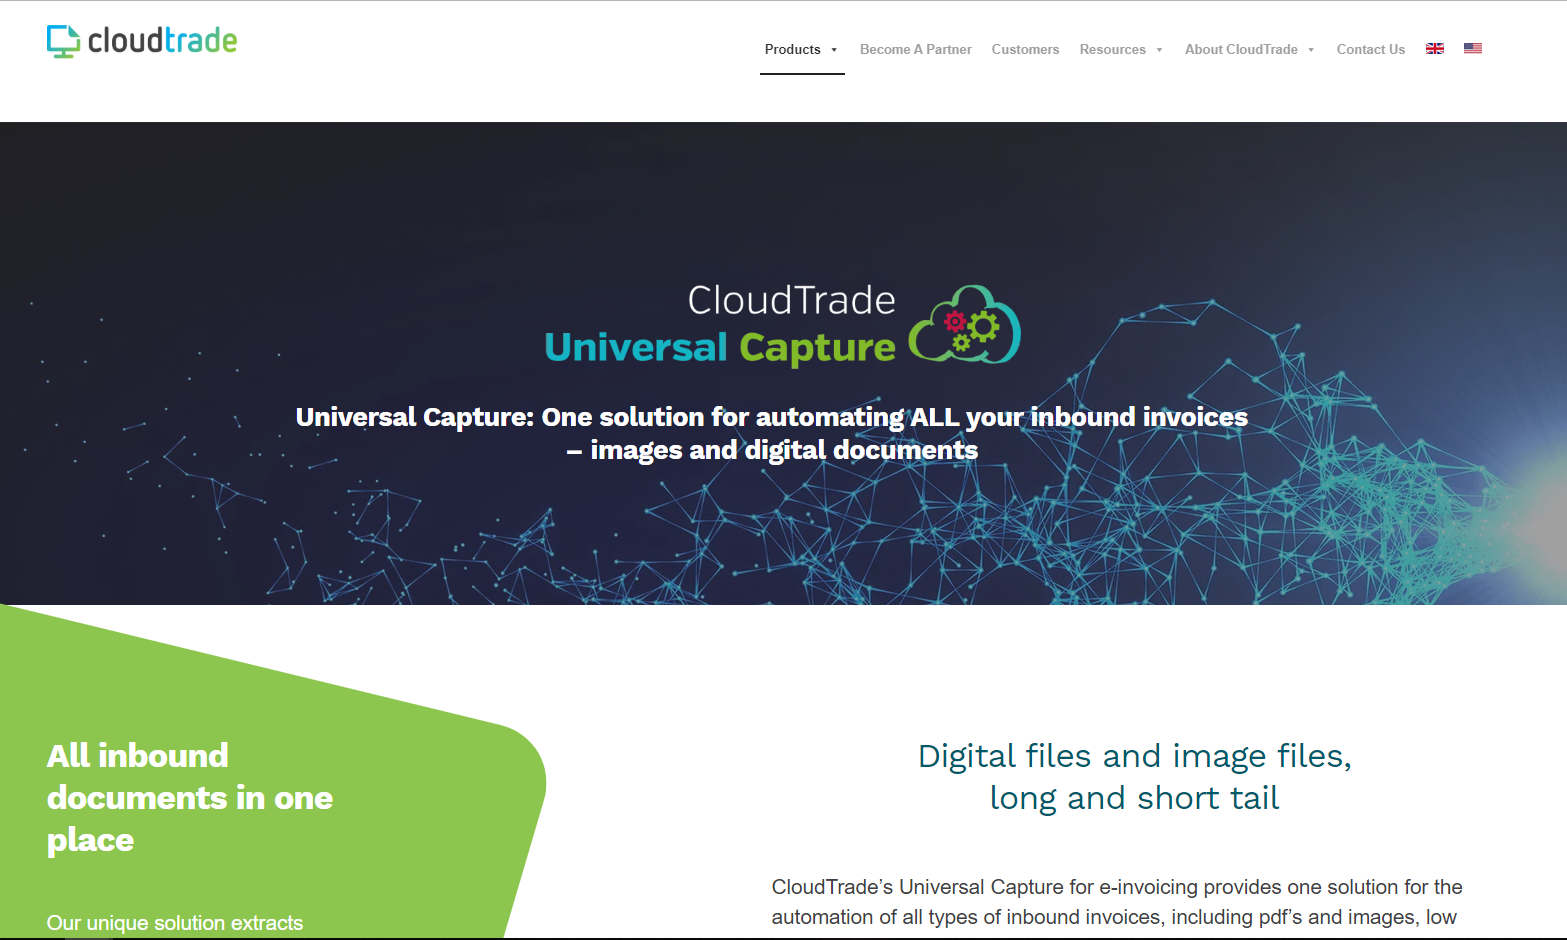 cloudtrade
Products
Become A Partner
Customers
Resources
About CloudTrade
Contact Us
CloudTrade
Universal Capture
Universal Capture: One solution for automating ALL your inbound invoices
– images and digital documents
All inbound
documents in one
place
Our unique solution extracts
Digital files and image files,
long and short tail
CloudTrade’s Universal Capture for e-invoicing provides one solution for the
automation of all types of inbound invoices, including pdf’s and images, low